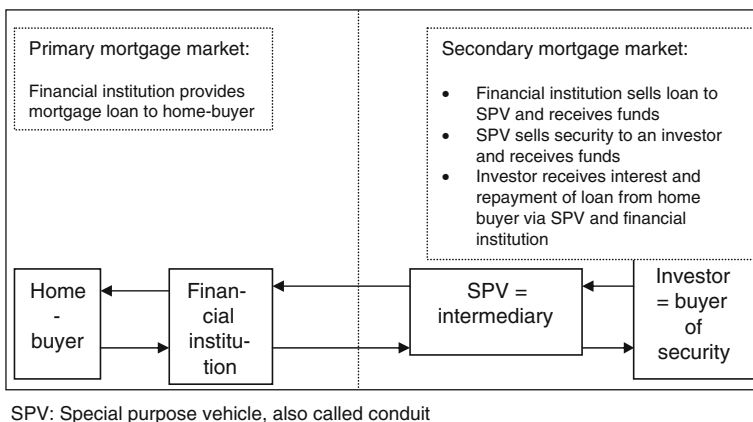 Primary mortgage market:
Financial institution provides
mortgage loan to home-buyer
Secondary mortgage market:
• Financial institution sells loan to
SPV and receives funds
• SPV sells security to an investor
and receives funds
• Investor receives interest and
repayment of loan from home
buyer via SPV and financial
institution
Home
-
buyer
Finan-
cial
institu-
tion
SPV =
intermediary
Investor
= buyer
of
security
SPV: Special purpose vehicle, also called conduit